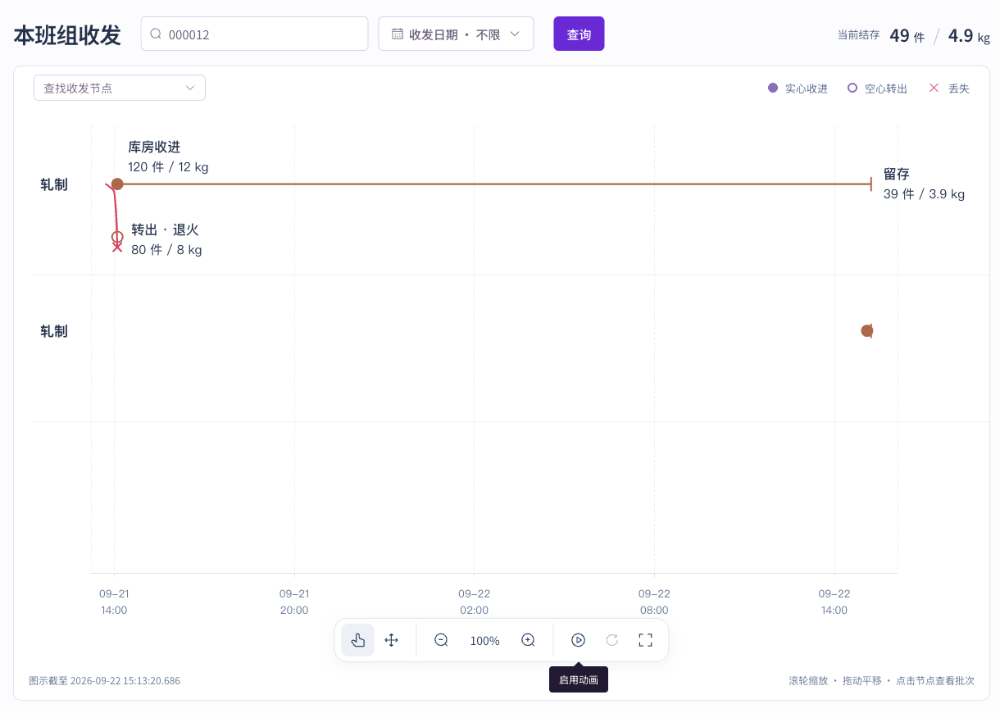 本班组收发
000012
收发日期 · 不限
查询
当前结存 49 件 / 4.9 kg
查找收发节点
实心收进
空心转出
丢失
库房收进
120 件 / 12 kg
轧制
留存
39 件 / 3.9 kg
转出 · 退火
80 件 / 8 kg
轧制
09-21
14:00
09-21
20:00
09-22
02:00
09-22
08:00
09-22
14:00
100%
启用动画
图示截至 2026-09-22 15:13:20.686
滚轮缩放 · 拖动平移 · 点击节点查看批次